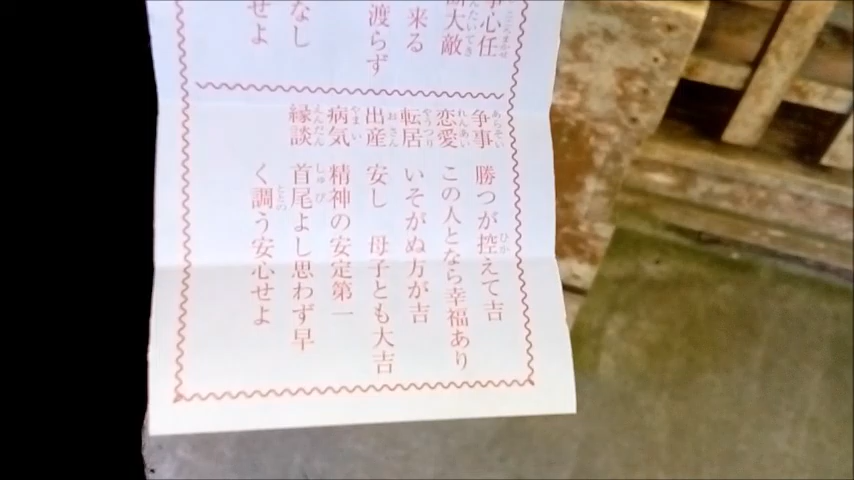 事心任
断大敵
来る
渡らず
なし
せよ
争事 勝つが控えて吉
恋愛 この人となら幸福あり
転居 いそがぬ方が吉
出産 安し 母子とも大吉
病気 精神の安定第一
縁談 首尾よし思わず早
く調う安心せよ